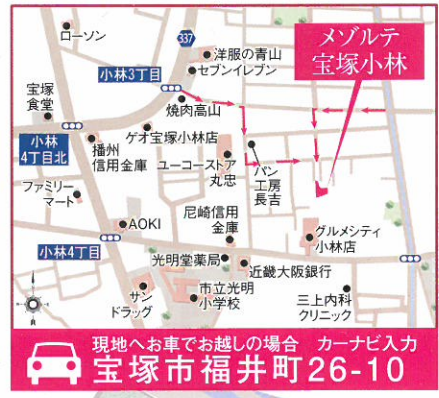 ローソン
337
洋服の青山
セブンイレブン
メゾルテ
宝塚小林
小林3丁目
宝塚
食堂
焼肉高山
小林
4丁目北
播州
信用金庫
ゲオ宝塚小林店
ユーコーストア
丸忠
パン
工房
長吉
ファミリー
マート
AOKI
尼崎信用
金庫
グルメシティ
小林店
小林4丁目
光明堂薬局
近畿大阪銀行
サン
ドラッグ
市立光明
小学校
三上内科
クリニック
現地へお車でお越しの場合 カーナビ入力
宝塚市福井町26-10